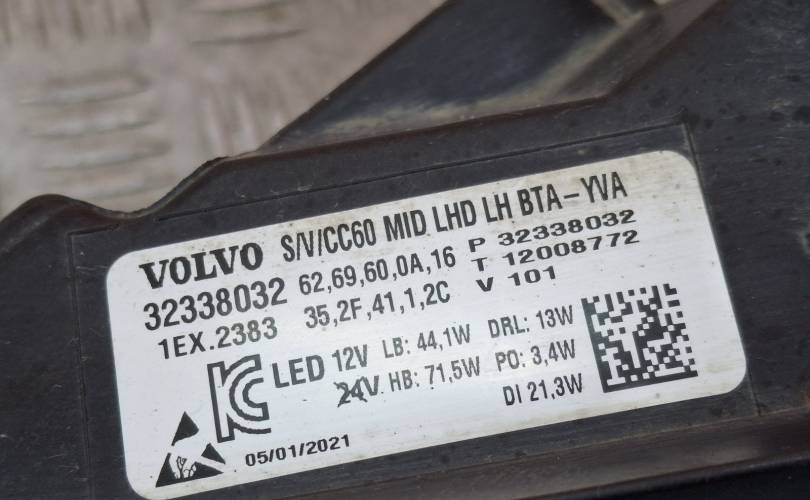 VOLVO S/V/CC60 MID LHD LH BTA-YVA
32338032 62,69,60,0A,16 P 32338032
1EX.2383 35,2F,41,1,2C T 12008772
V 101
LED 12V LB: 44,1W DRL: 13W
24V HB: 71,5W PO: 3,4W
DI 21,3W
05/01/2021